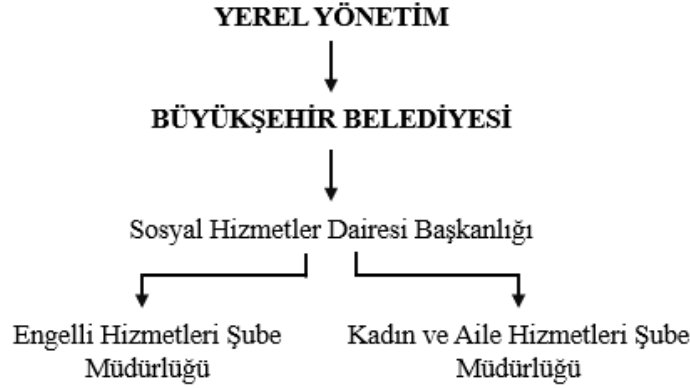 YEREL YÖNETİM
BÜYÜKŞEHİR BELEDİYESİ
Sosyal Hizmetler Dairesi Başkanlığı
Engelli Hizmetleri Şube
Müdürlüğü
Kadın ve Aile Hizmetleri Şube
Müdürlüğü